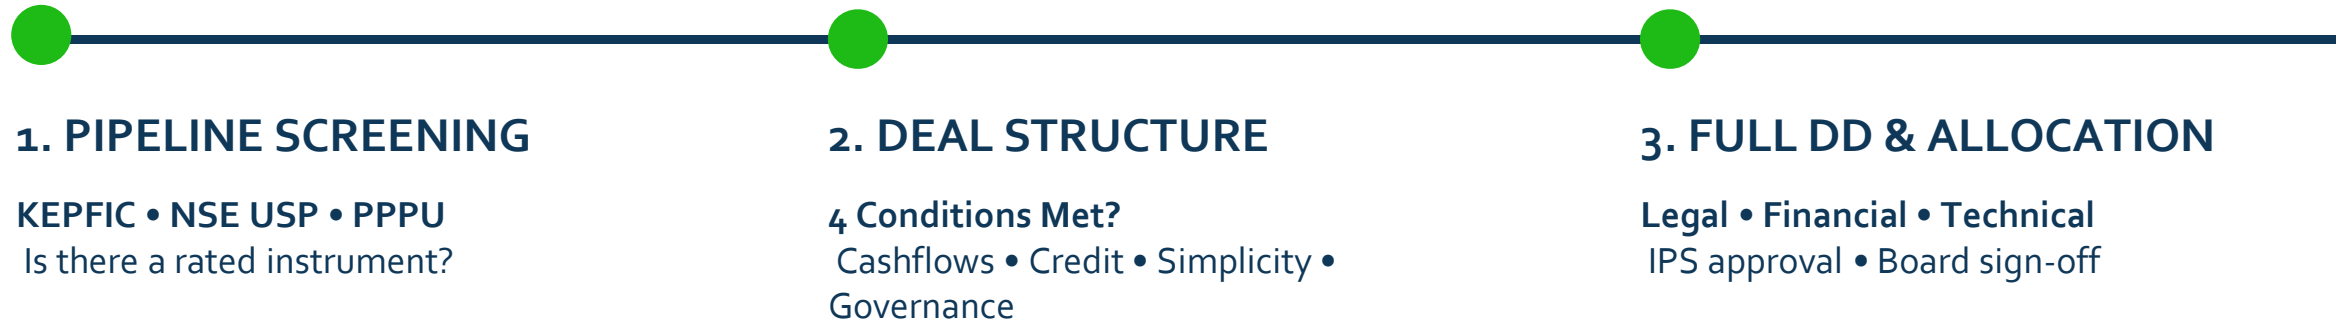 1. PIPELINE SCREENING
KEPFIC • NSE USP • PPPU
Is there a rated instrument?
2. DEAL STRUCTURE
4 Conditions Met?
Cashflows • Credit • Simplicity •
Governance
3. FULL DD & ALLOCATION
Legal • Financial • Technical
IPS approval • Board sign-off